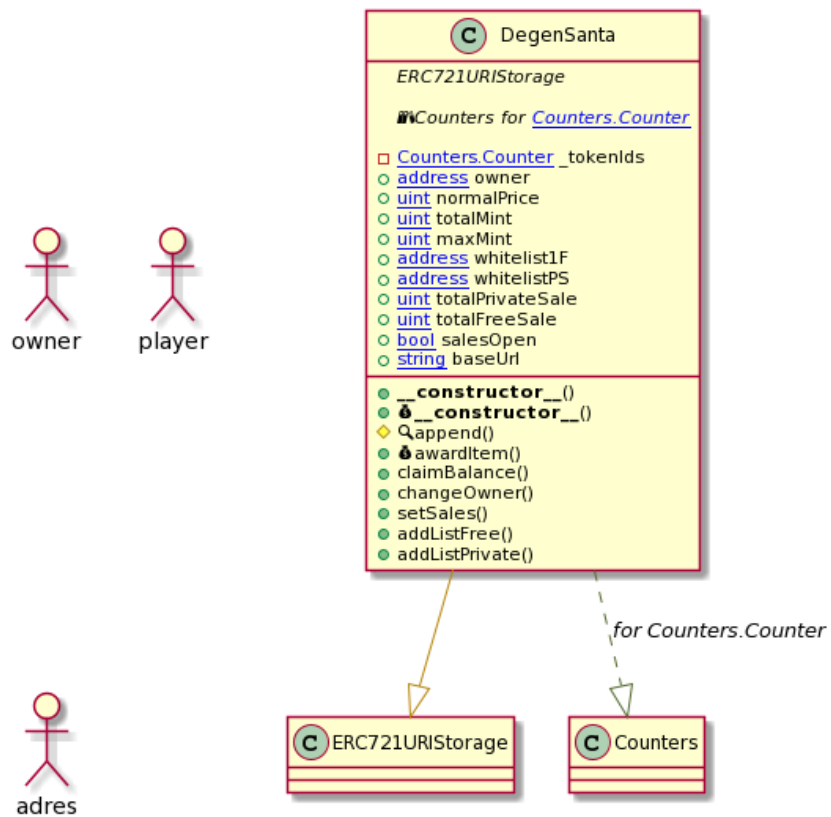 C DegenSanta
ERC721URIStorage
Counters for Counters.Counter
Counters.Counter _tokenIds
address owner
uint normalPrice
uint totalMint
uint maxMint
address whitelist1F
address whitelistPS
uint totalPrivateSale
uint totalFreeSale
bool salesOpen
string baseUrl
__constructor__()
__constructor__()
append()
awardItem()
claimBalance()
changeOwner()
setSales()
addListFree()
addListPrivate()
owner
player
for Counters.Counter
adres
C ERC721URIStorage
C Counters